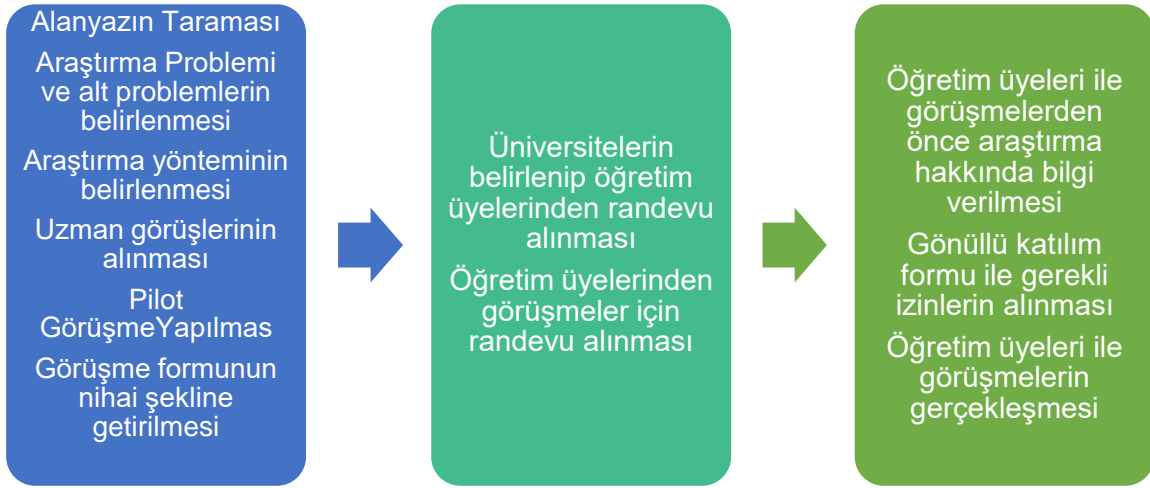 Alanyazın Taraması
Araştırma Problemi
ve alt problemlerin
belirlenmesi
Araştırma yönteminin
belirlenmesi
Uzman görüşlerinin
alınması
Pilot
GörüşmeYapılmas
Görüşme formunun
nihai şekline
getirilmesi
Üniversitelerin
belirlenip öğretim
üyelerinden randevu
alınması
Öğretim üyelerinden
görüşmeler için
randevu alınması
Öğretim üyeleri ile
görüşmelerden
önce araştırma
hakkında bilgi
verilmesi
Gönüllü katılım
formu ile gerekli
izinlerin alınması
Öğretim üyeleri ile
görüşmelerin
gerçekleşmesi